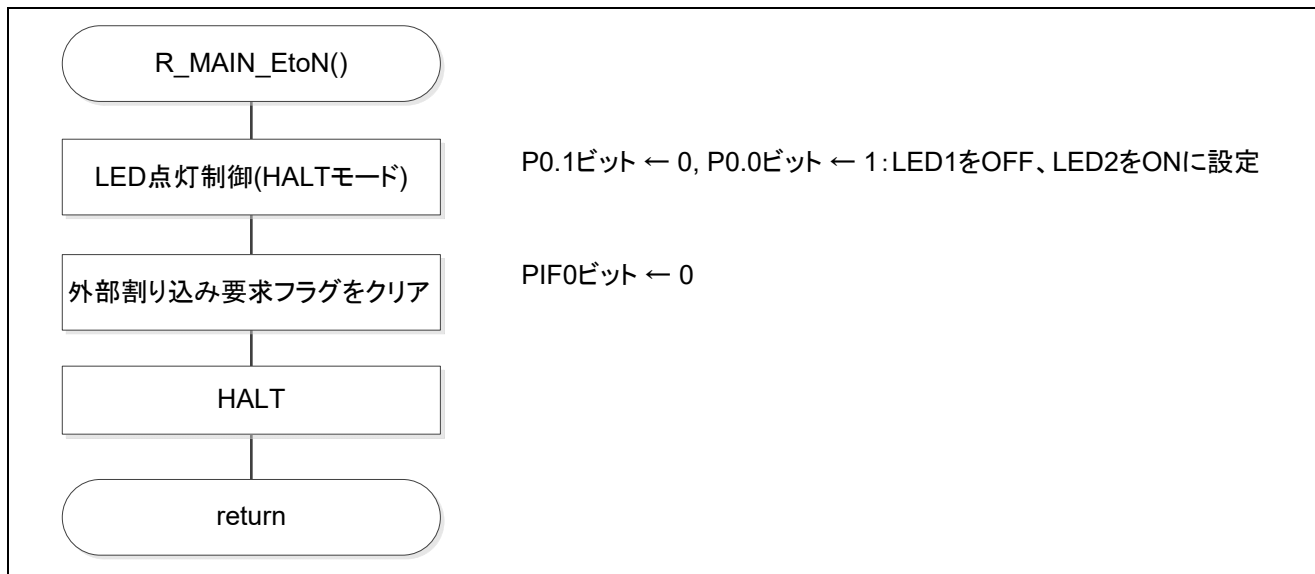 R_MAIN_EtoN()
LED点灯制御(HALTモード)
P0.1ビット ← 0, P0.0ビット ← 1：LED1をOFF、LED2をONに設定
外部割り込み要求フラグをクリア
PIF0ビット ← 0
HALT
return